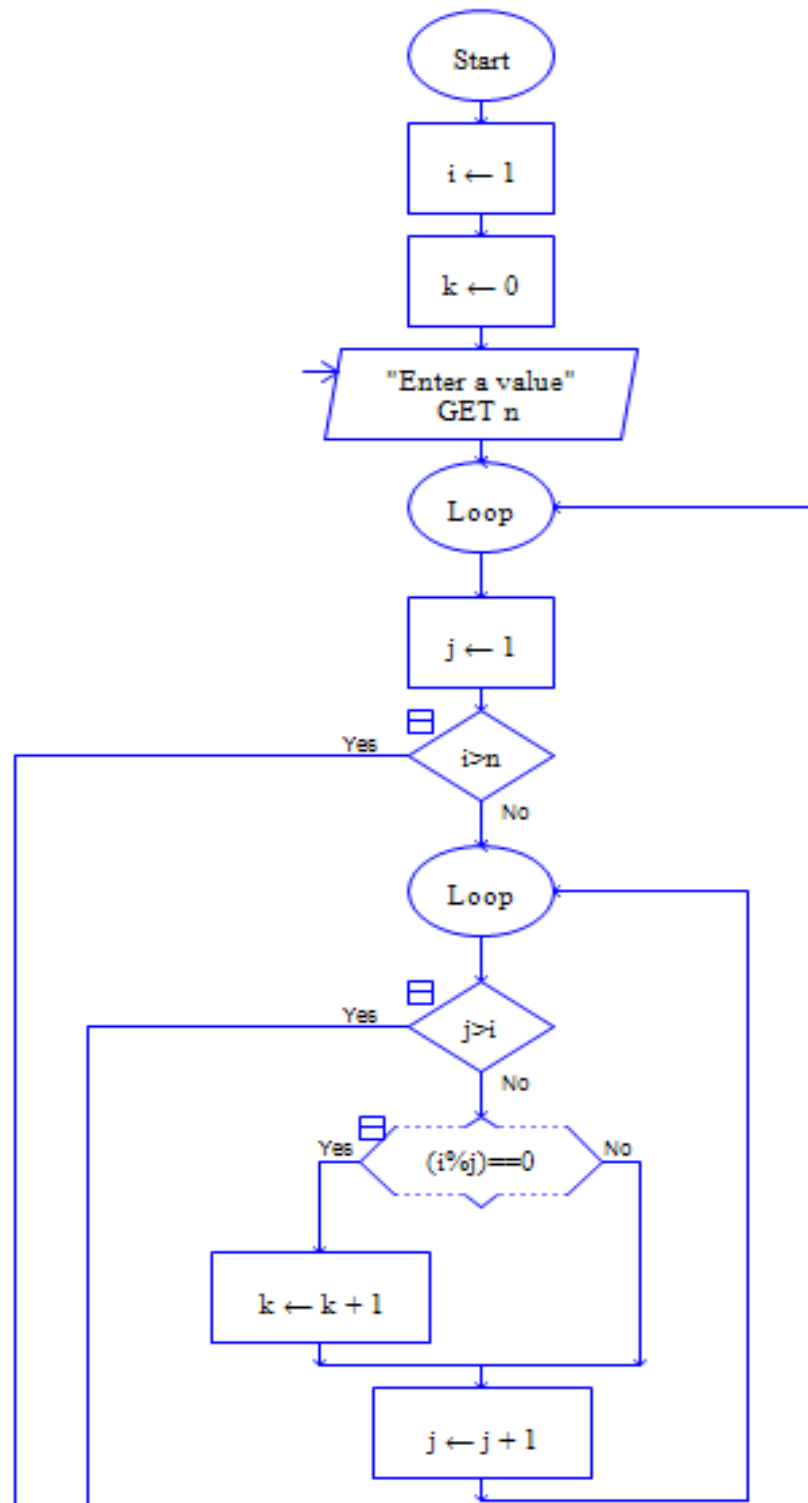 Start
i ← 1
k ← 0
"Enter a value"
GET n
Loop
j ← 1
Yes
i>n
No
Loop
Yes
j>i
No
Yes
(i%j)==0
No
k ← k + 1
j ← j + 1